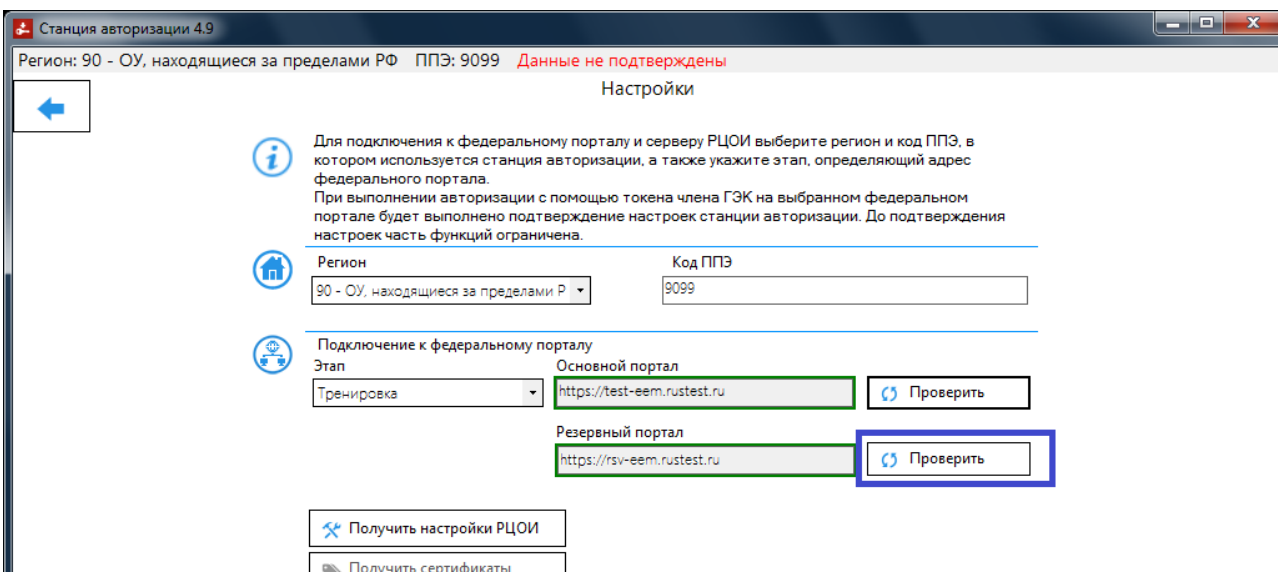 Станция авторизации 4.9
Регион: 90 - ОУ, находящиеся за пределами РФ ППЭ: 9099 Данные не подтверждены
Настройки
Для подключения к федеральному порталу и серверу РЦОИ выберите регион и код ППЭ, в
котором используется станция авторизации, а также укажите этап, определяющий адрес
федерального портала.
При выполнении авторизации с помощью токена члена ГЭК на выбранном федеральном
портале будет выполнено подтверждение настроек станции авторизации. До подтверждения
настроек часть функций ограничена.
Регион Код ППЭ
90 - ОУ, находящиеся за пределами Р 9099
Подключение к федеральному порталу
Этап Основной портал
Тренировка https://test-eem.rustest.ru Проверить
Резервный портал
https://rsv-eem.rustest.ru Проверить
Получить настройки РЦОИ
Получить сертификаты